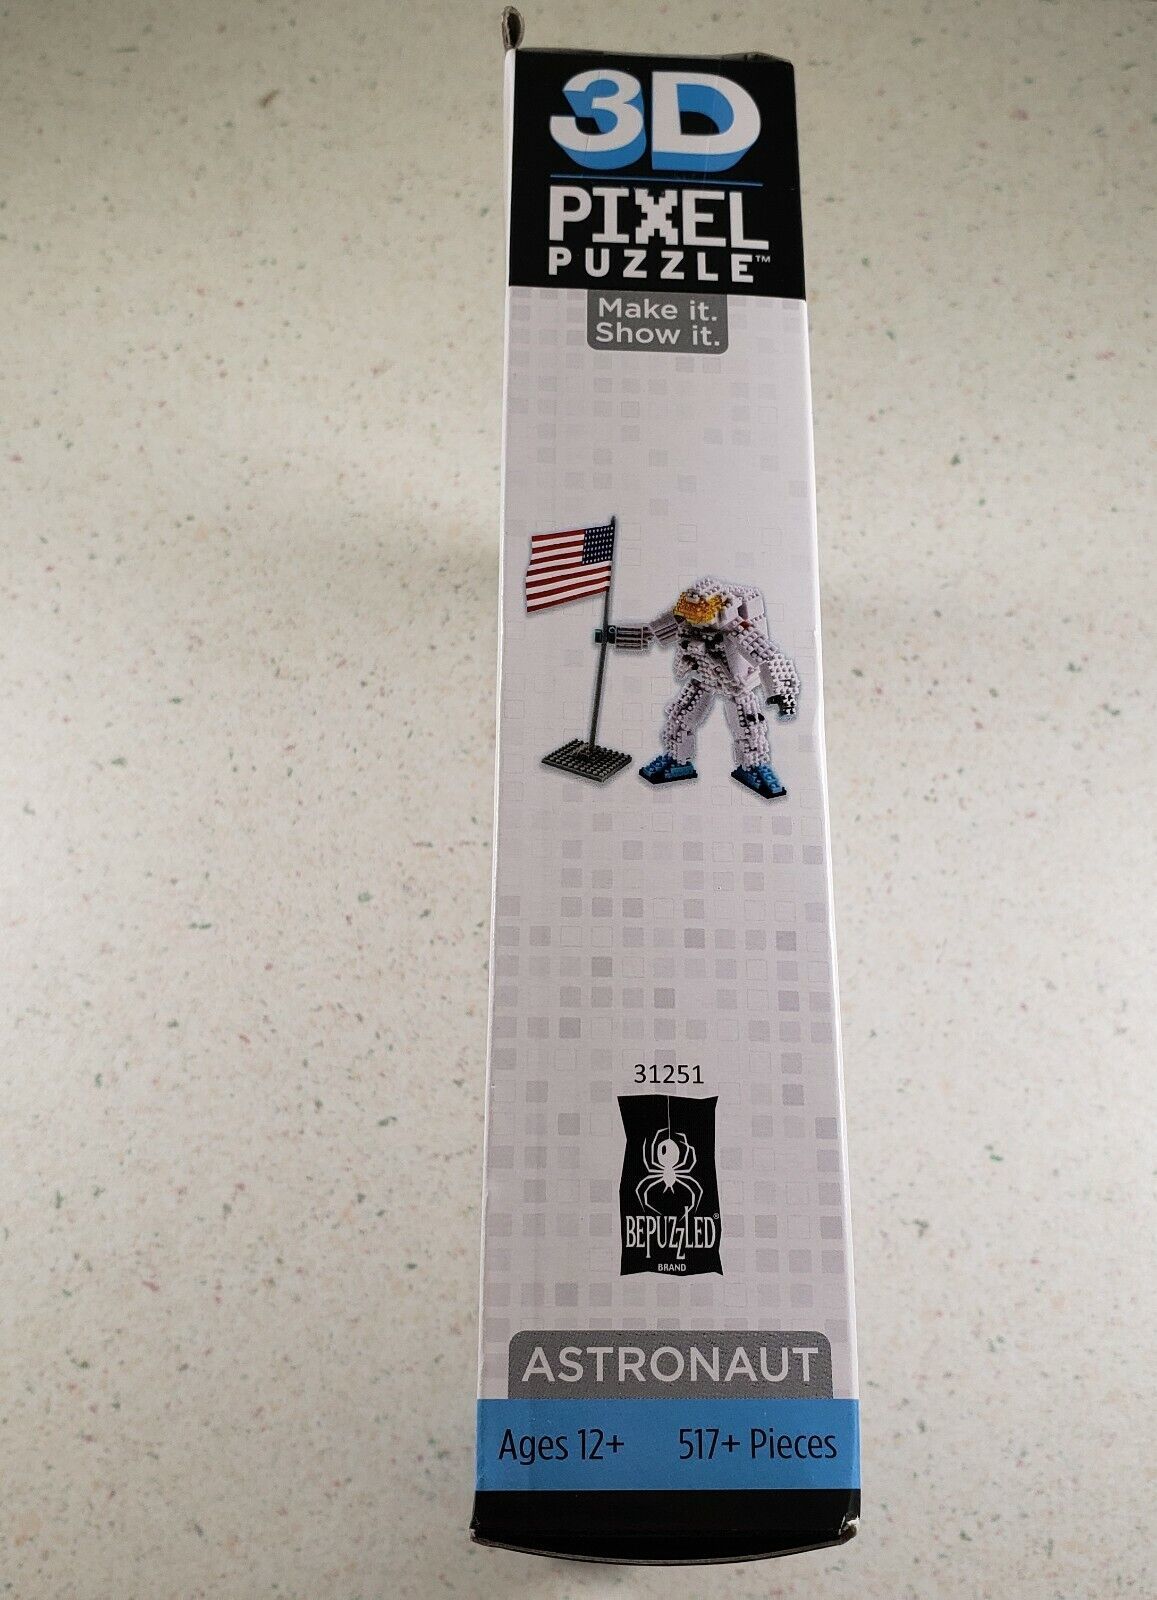 3D
PIXEL
PUZZLE™
Make it.
Show it.
31251
BEPUZZLED®
BRAND
ASTRONAUT
Ages 12+ 517+ Pieces